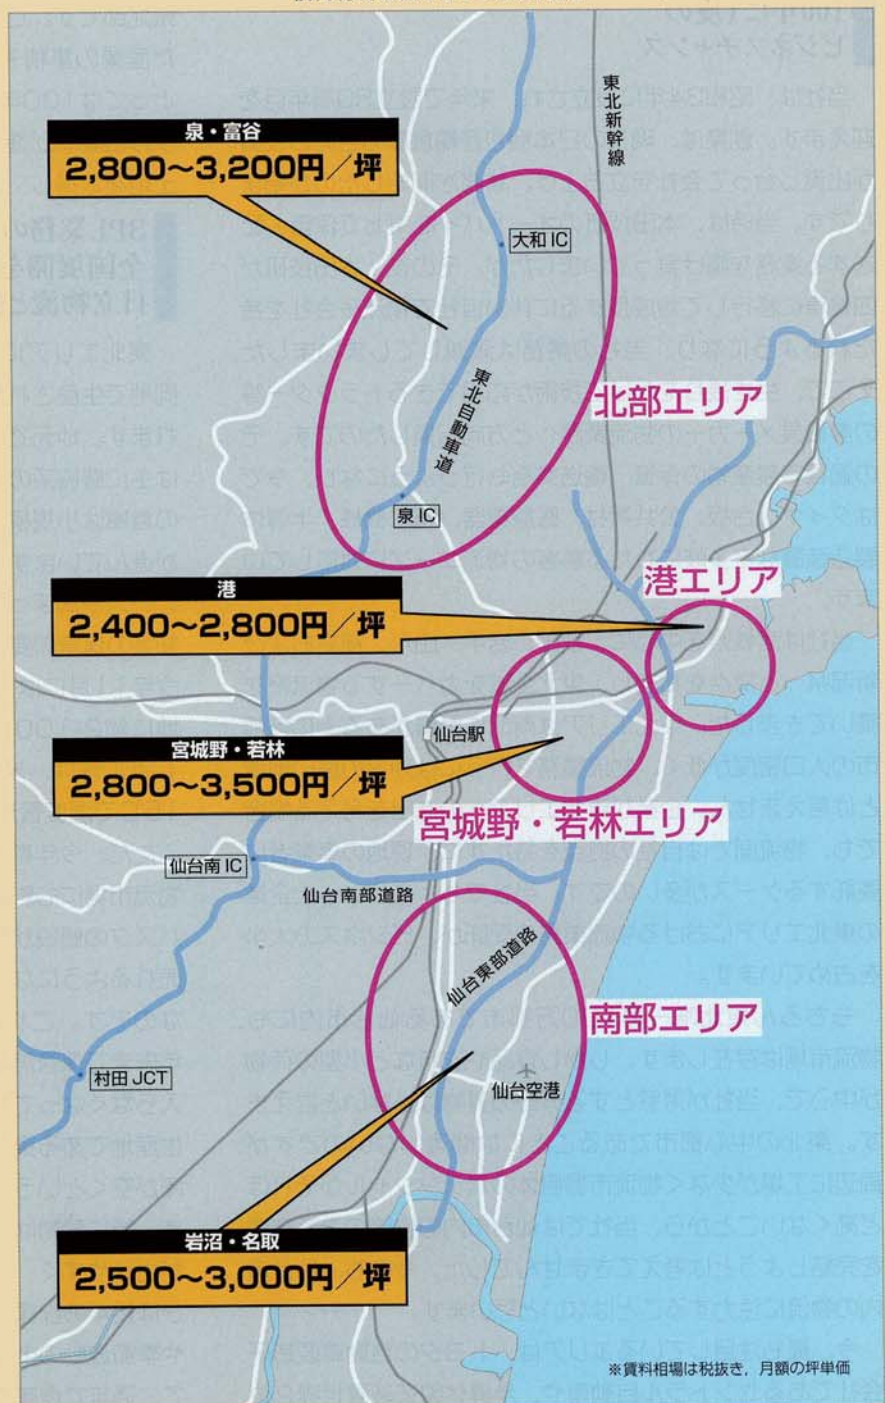 東北新幹線
泉・富谷
2,800〜3,200円／坪
大和IC
東北自動車道
北部エリア
泉IC
港エリア
港
2,400〜2,800円／坪
仙台駅
宮城野・若林
2,800〜3,500円／坪
宮城野・若林エリア
仙台南IC
仙台南部道路
仙台東部道路
南部エリア
村田JCT
仙台空港
岩沼・名取
2,500〜3,000円／坪
※賃料相場は税抜き，月額の坪単価